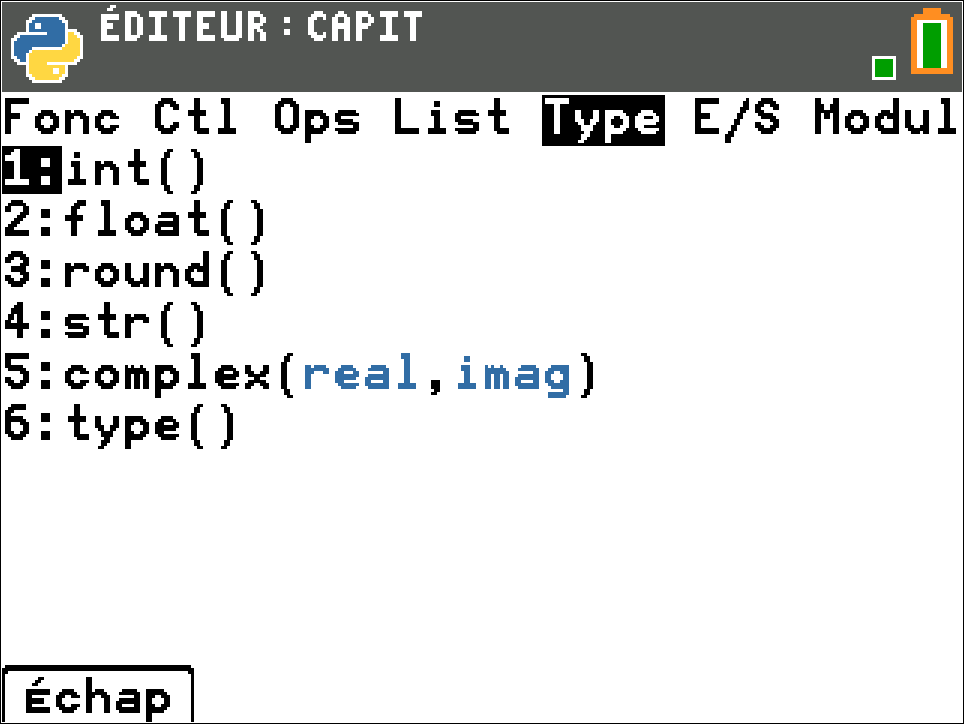 ÉDITEUR : CAPIT
Fonc Ctl Ops List Type E/S Modul
1:int()
2:float()
3:round()
4:str()
5:complex(real,imag)
6:type()
Échap